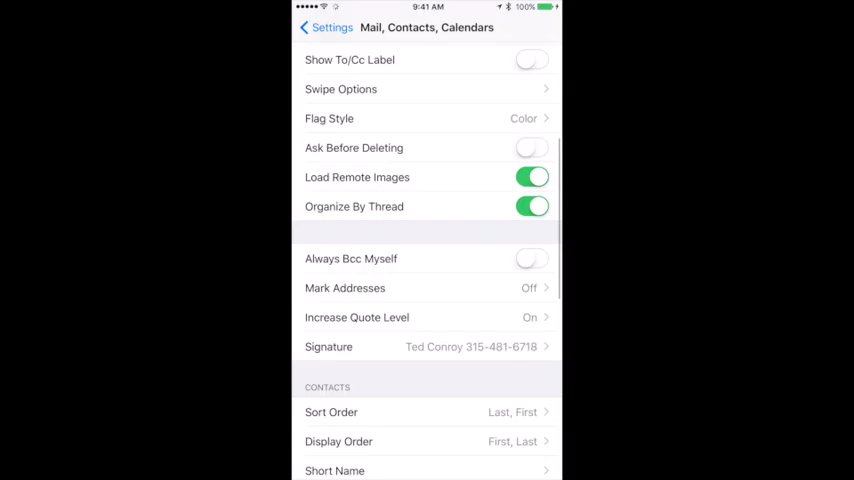 9:41 AM 100%
Settings Mail, Contacts, Calendars
Show To/Cc Label
Swipe Options
Flag Style Color
Ask Before Deleting
Load Remote Images
Organize By Thread
Always Bcc Myself
Mark Addresses Off
Increase Quote Level On
Signature Ted Conroy 315-481-6718
CONTACTS
Sort Order Last, First
Display Order First, Last
Short Name